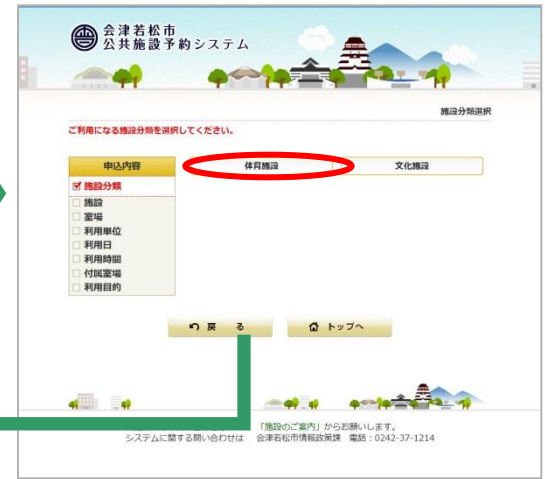 会津若松市
公共施設予約システム
施設分類選択
ご利用になる施設分類を選択してください。
申込内容
体育施設
文化施設
施設分類
施設
室場
利用単位
利用日
利用時間
付属室場
利用目的
戻 る
トップへ
「施設のご案内」からお願いします。
システムに関する問い合わせは 会津若松市情報政策課 電話：0242-37-1214